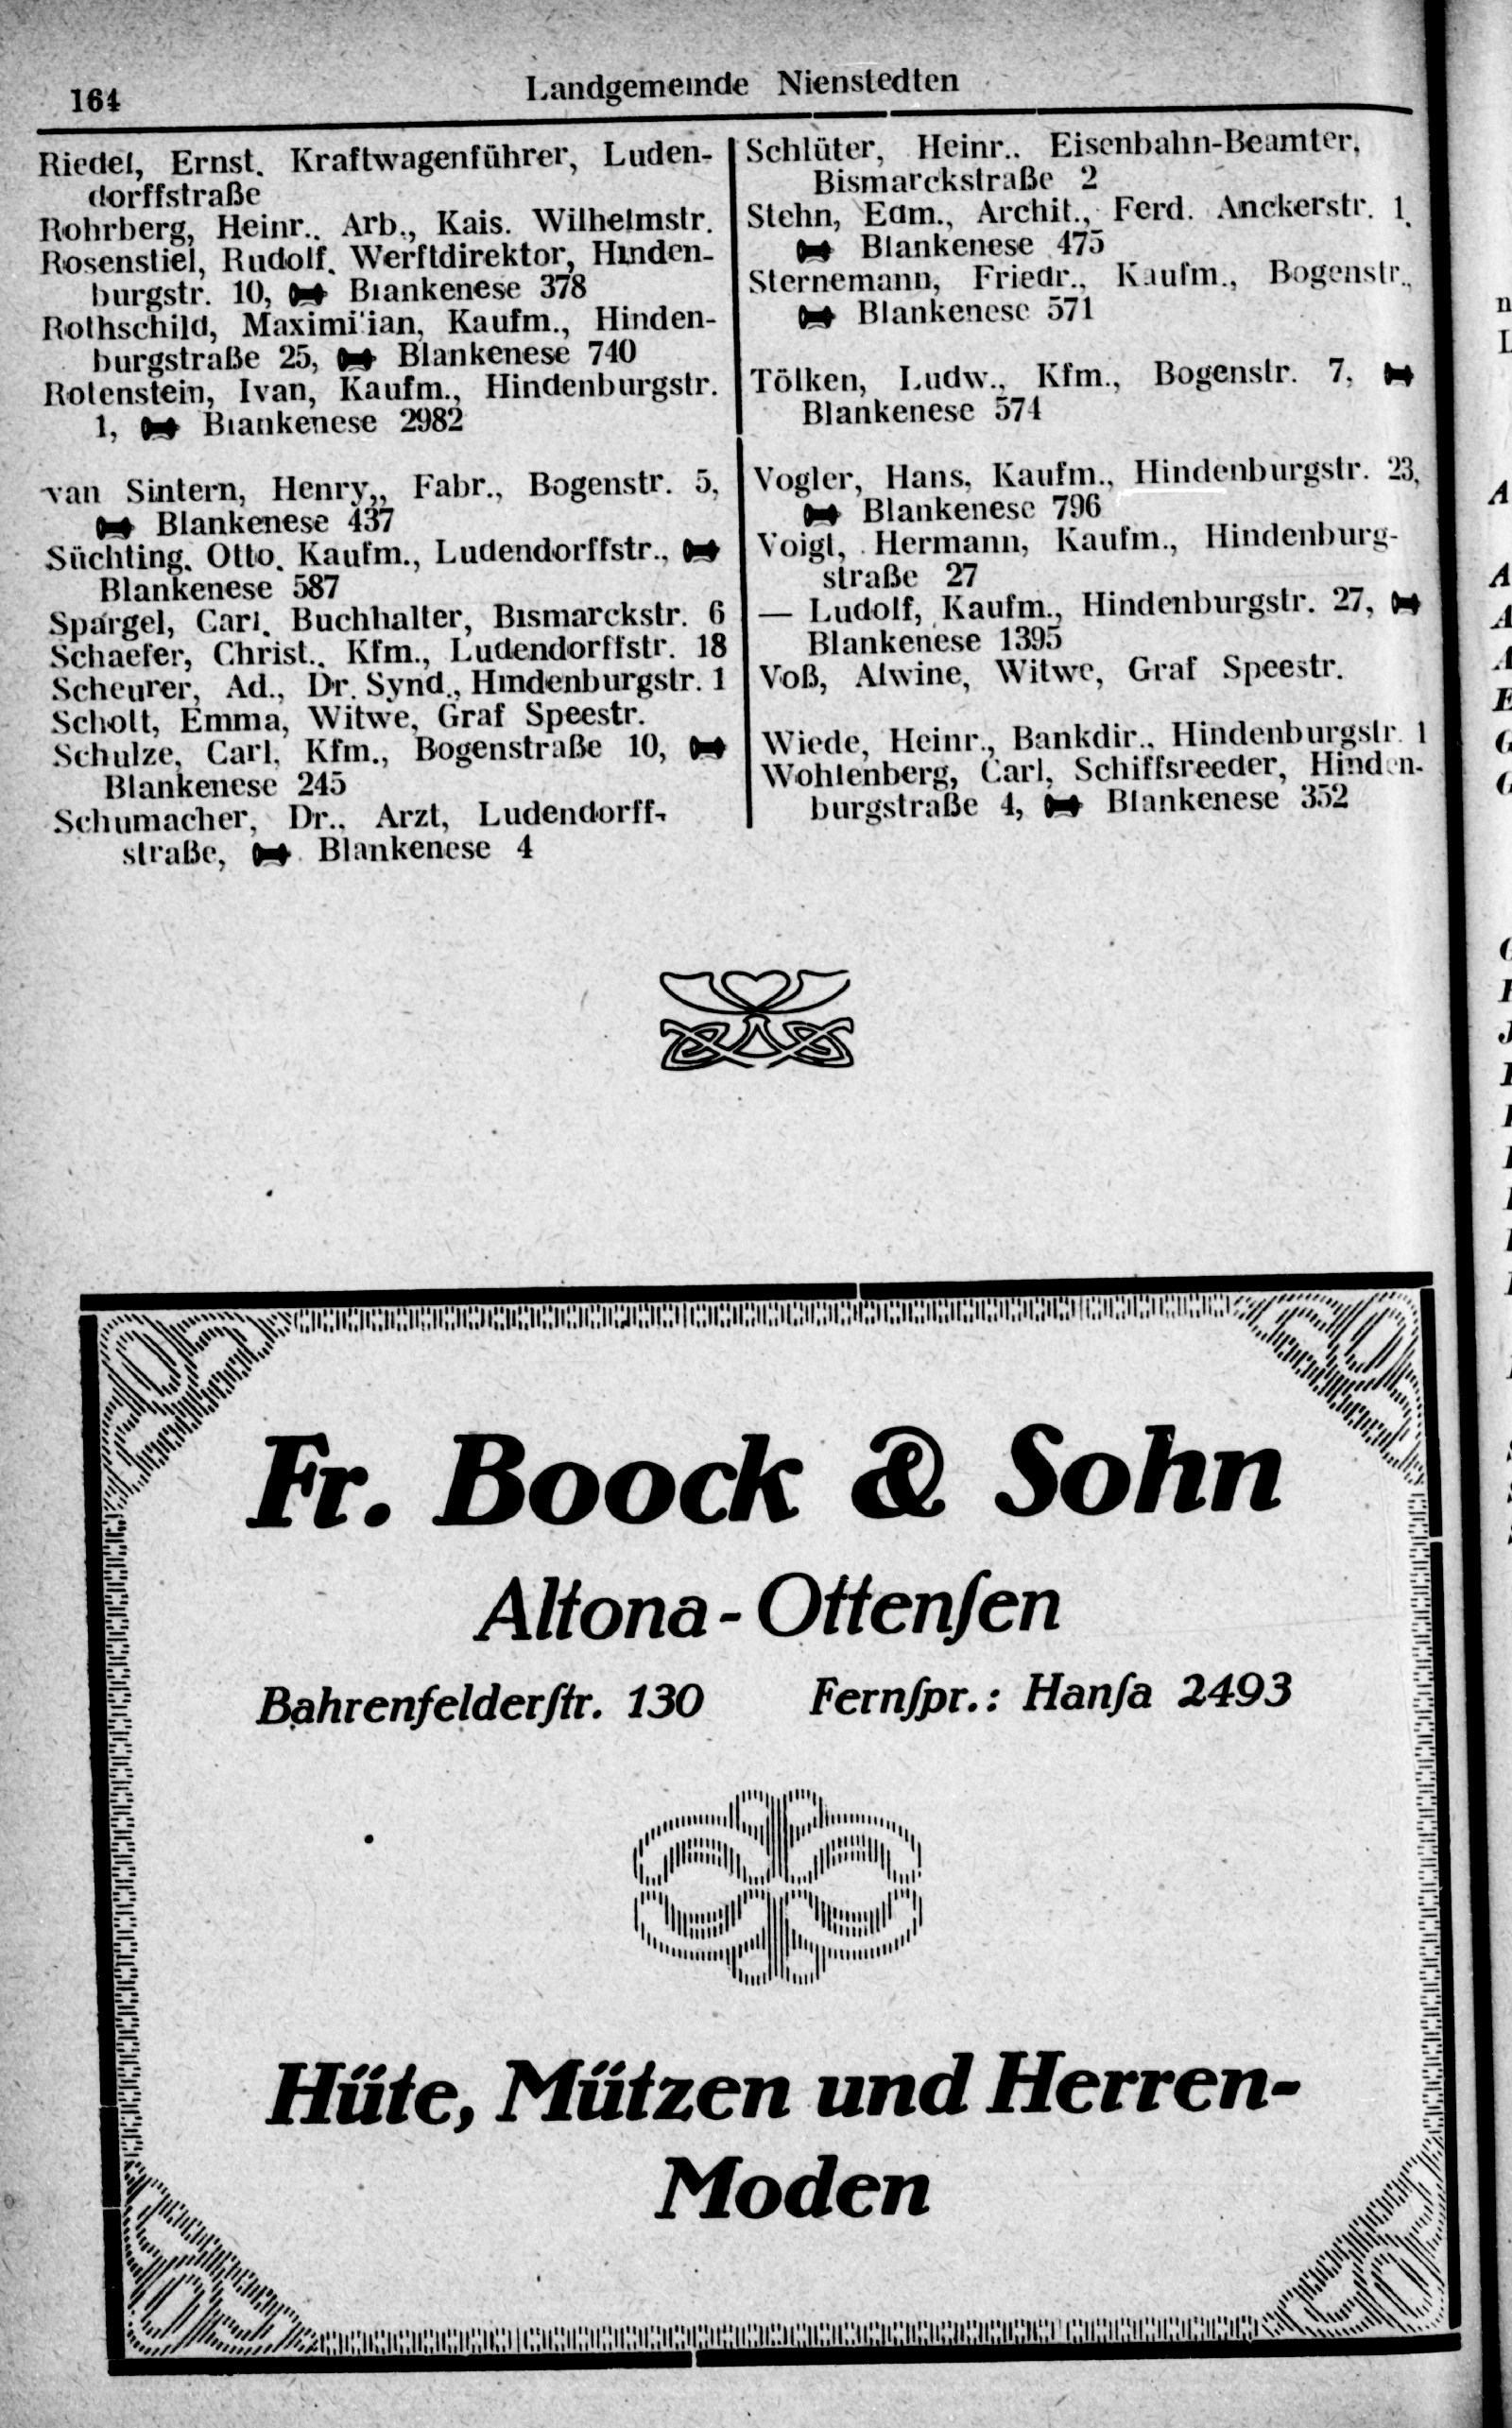 164
Landgemeinde Nienstedten
Riedel, Ernst. Kraftwagenführer, Luden-
dorffstraße
Rohrberg, Heinr.. Arb., Kais. Wilhelmstr.
Rosenstiel, Rudolf. Werftdirektor, Hinden-
burgstr. 10, Blankenese 378
Rothschild, Maximilian, Kaufm., Hinden-
burgstraße 25, Blankenese 740
Rotenstein, Ivan, Kaufm., Hindenburgstr.
1, Blankenese 2982
van Sintern, Henry,, Fabr., Bogenstr. 5,
Blankenese 437
Süchting. Otto. Kaufm., Ludendorffstr.,
Blankenese 587
Spargel, Carl. Buchhalter, Bismarckstr. 6
Schaefer, Christ.. Kfm., Ludendorffstr. 18
Scheurer, Ad., Dr. Synd., Hindenburgstr. 1
Scholt, Emma, Witwe, Graf Speestr.
Schulze, Carl, Kfm., Bogenstraße 10,
Blankenese 245
Schumacher, Dr., Arzt, Ludendorff-
straße, Blankenese 4
Schlüter, Heinr.. Eisenbahn-Beamter,
Bismarckstraße 2
Stehn, Edm., Archit., Ferd. Anckerstr. 1.
Blankenese 475
Sternemann, Friedr., Kaufm., Bogenstr.,
Blankenese 571
Tölken, Ludw., Kfm., Bogenstr. 7,
Blankenese 574
Vogler, Hans, Kaufm., Hindenburgstr. 23,
Blankenese 796
Voigt, Hermann, Kaufm., Hindenburg-
straße 27
— Ludolf, Kaufm., Hindenburgstr. 27,
Blankenese 1395
Voß, Alwine, Witwe, Graf Speestr.
Wiede, Heinr., Bankdir., Hindenburgstr. 1
Wohlenberg, Carl, Schiffsreeder, Hinden-
burgstraße 4, Blankenese 352
Fr. Boock & Sohn
Altona-Ottenſen
Bahrenfelderſtr. 130 Fernſpr.: Hanſa 2493
Hüte, Mützen und Herren-
Moden